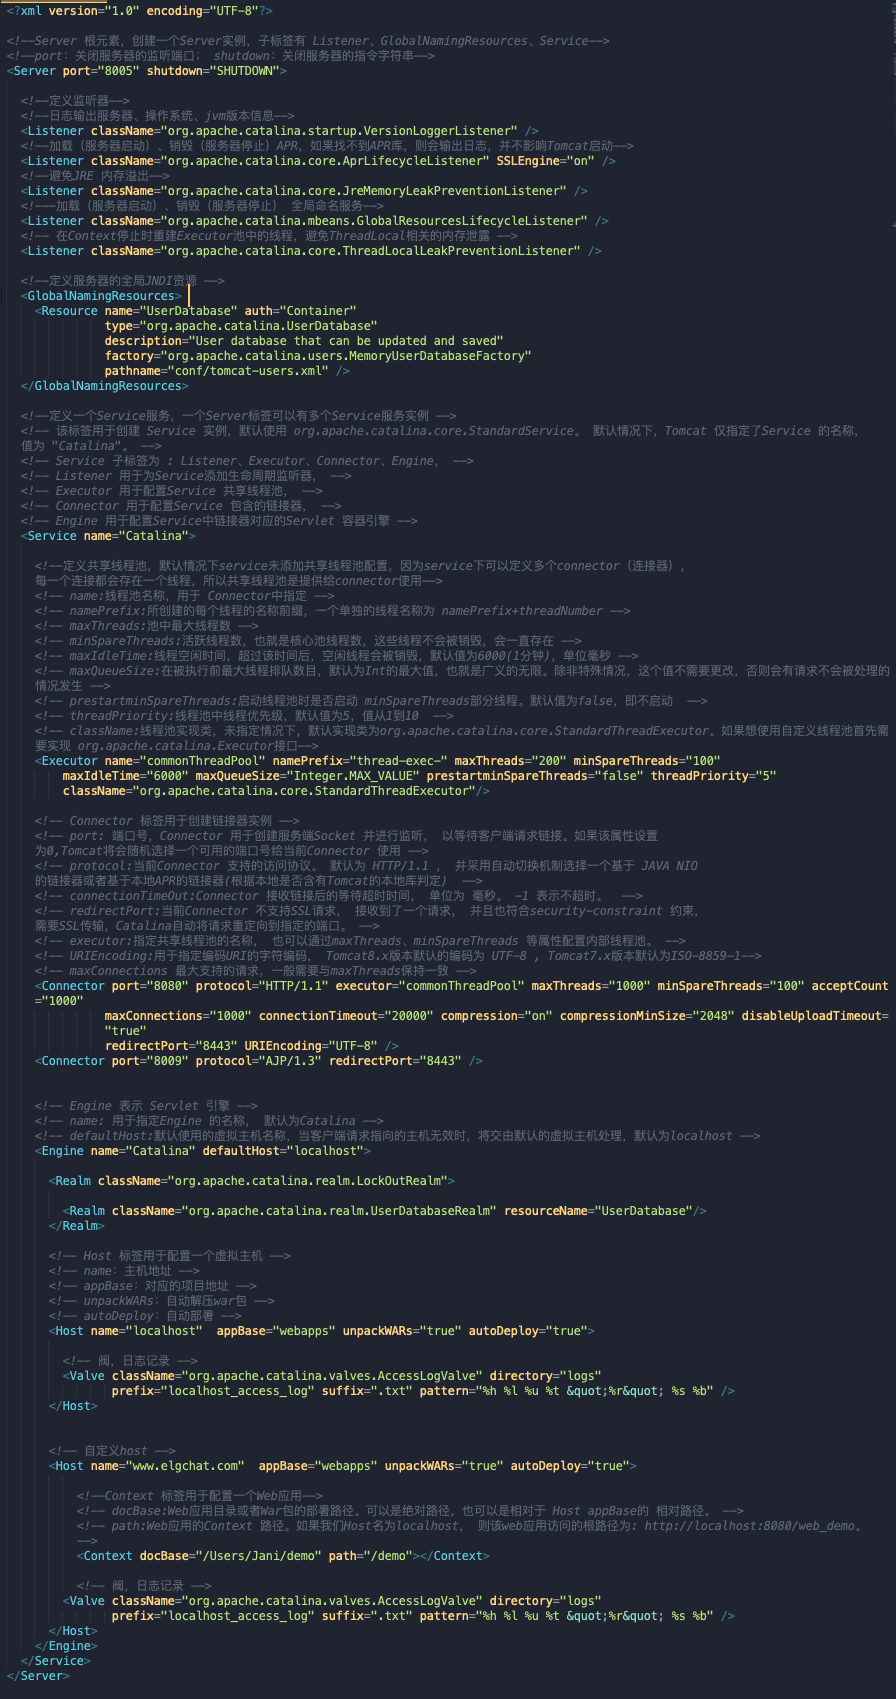 <?xml version="1.0" encoding="UTF-8"?>
<!--Server 根元素，创建一个Server实例，子标签有 Listener、GlobalNamingResources、Service-->
<!--port：关闭服务器的监听端口； shutdown：关闭服务器的指令字符串-->
<Server port="8005" shutdown="SHUTDOWN">
<!--定义监听器-->
<!--日志输出服务器、操作系统、jvm版本信息-->
<Listener className="org.apache.catalina.startup.VersionLoggerListener" />
<!--加载（服务器启动）、销毁（服务器停止）APR，如果找不到APR库，则会输出日志，并不影响Tomcat启动-->
<Listener className="org.apache.catalina.core.AprLifecycleListener" SSLEngine="on" />
<!--避免JRE 内存溢出-->
<Listener className="org.apache.catalina.core.JreMemoryLeakPreventionListener" />
<!---加载（服务器启动）、销毁（服务器停止） 全局命名服务-->
<Listener className="org.apache.catalina.mbeans.GlobalResourcesLifecycleListener" />
<!-- 在Context停止时重建Executor池中的线程，避免ThreadLocal相关的内存泄露 -->
<Listener className="org.apache.catalina.core.ThreadLocalLeakPreventionListener" />
<!--定义服务器的全局JNDI资源 -->
<GlobalNamingResources>
<Resource name="UserDatabase" auth="Container"
type="org.apache.catalina.UserDatabase"
description="User database that can be updated and saved"
factory="org.apache.catalina.users.MemoryUserDatabaseFactory"
pathname="conf/tomcat-users.xml" />
</GlobalNamingResources>
<!--定义一个Service服务，一个Server标签可以有多个Service服务实例 -->
<!-- 该标签用于创建 Service 实例，默认使用 org.apache.catalina.core.StandardService。 默认情况下，Tomcat 仅指定了Service 的名称，
值为 "Catalina"。 -->
<!-- Service 子标签为 : Listener、Executor、Connector、Engine， -->
<!-- Listener 用于为Service添加生命周期监听器， -->
<!-- Executor 用于配置Service 共享线程池， -->
<!-- Connector 用于配置Service 包含的链接器， -->
<!-- Engine 用于配置Service中链接器对应的Servlet 容器引擎 -->
<Service name="Catalina">
<!--定义共享线程池，默认情况下service未添加共享线程池配置，因为service下可以定义多个connector（连接器），
每一个连接都会存在一个线程，所以共享线程池是提供给connector使用-->
<!-- name:线程池名称，用于 Connector中指定 -->
<!-- namePrefix:所创建的每个线程的名称前缀，一个单独的线程名称为 namePrefix+threadNumber -->
<!-- maxThreads:池中最大线程数 -->
<!-- minSpareThreads:活跃线程数，也就是核心池线程数，这些线程不会被销毁，会一直存在 -->
<!-- maxIdleTime:线程空闲时间，超过该时间后，空闲线程会被销毁，默认值为6000(1分钟)，单位毫秒 -->
<!-- maxQueueSize:在被执行前最大线程排队数目，默认为Int的最大值，也就是广义的无限。除非特殊情况，这个值不需要更改，否则会有请求不会被处理的
情况发生 -->
<!-- prestartminSpareThreads:启动线程池时是否启动 minSpareThreads部分线程。默认值为false，即不启动  -->
<!-- threadPriority:线程池中线程优先级，默认值为5，值从1到10  -->
<!-- className:线程池实现类，未指定情况下，默认实现类为org.apache.catalina.core.StandardThreadExecutor。如果想使用自定义线程池首先需
要实现 org.apache.catalina.Executor接口-->
<Executor name="commonThreadPool" namePrefix="thread-exec-" maxThreads="200" minSpareThreads="100"
maxIdleTime="6000" maxQueueSize="Integer.MAX_VALUE" prestartminSpareThreads="false" threadPriority="5"
className="org.apache.catalina.core.StandardThreadExecutor"/>
<!-- Connector 标签用于创建链接器实例 -->
<!-- port: 端口号，Connector 用于创建服务端Socket 并进行监听， 以等待客户端请求链接。如果该属性设置
为0,Tomcat将会随机选择一个可用的端口号给当前Connector 使用 -->
<!-- protocol:当前Connector 支持的访问协议。 默认为 HTTP/1.1 ， 并采用自动切换机制选择一个基于 JAVA NIO
的链接器或者基于本地APR的链接器(根据本地是否含有Tomcat的本地库判定)  -->
<!-- connectionTimeOut:Connector 接收链接后的等待超时时间， 单位为 毫秒。 -1 表示不超时。  -->
<!-- redirectPort:当前Connector 不支持SSL请求， 接收到了一个请求， 并且也符合security-constraint 约束，
需要SSL传输，Catalina自动将请求重定向到指定的端口。 -->
<!-- executor:指定共享线程池的名称， 也可以通过maxThreads、minSpareThreads 等属性配置内部线程池。 -->
<!-- URIEncoding:用于指定编码URI的字符编码， Tomcat8.x版本默认的编码为 UTF-8 , Tomcat7.x版本默认为ISO-8859-1-->
<!-- maxConnections 最大支持的请求，一般需要与maxThreads保持一致 -->
<Connector port="8080" protocol="HTTP/1.1" executor="commonThreadPool" maxThreads="1000" minSpareThreads="100" acceptCount
="1000"
maxConnections="1000" connectionTimeout="20000" compression="on" compressionMinSize="2048" disableUploadTimeout=
"true"
redirectPort="8443" URIEncoding="UTF-8" />
<Connector port="8009" protocol="AJP/1.3" redirectPort="8443" />
<!-- Engine 表示 Servlet 引擎 -->
<!-- name: 用于指定Engine 的名称， 默认为Catalina -->
<!-- defaultHost:默认使用的虚拟主机名称，当客户端请求指向的主机无效时，将交由默认的虚拟主机处理，默认为localhost -->
<Engine name="Catalina" defaultHost="localhost">
<Realm className="org.apache.catalina.realm.LockOutRealm">
<Realm className="org.apache.catalina.realm.UserDatabaseRealm" resourceName="UserDatabase"/>
</Realm>
<!-- Host 标签用于配置一个虚拟主机 -->
<!-- name：主机地址 -->
<!-- appBase：对应的项目地址 -->
<!-- unpackWARs：自动解压war包 -->
<!-- autoDeploy：自动部署 -->
<Host name="localhost"  appBase="webapps" unpackWARs="true" autoDeploy="true">
<!-- 阀，日志记录 -->
<Valve className="org.apache.catalina.valves.AccessLogValve" directory="logs"
prefix="localhost_access_log" suffix=".txt" pattern="%h %l %u %t &quot;%r&quot; %s %b" />
</Host>
<!-- 自定义host -->
<Host name="www.elgchat.com"  appBase="webapps" unpackWARs="true" autoDeploy="true">
<!--Context 标签用于配置一个Web应用-->
<!-- docBase:Web应用目录或者War包的部署路径。可以是绝对路径，也可以是相对于 Host appBase的 相对路径。 -->
<!-- path:Web应用的Context 路径。如果我们Host名为localhost， 则该web应用访问的根路径为: http://localhost:8080/web_demo。
-->
<Context docBase="/Users/Jani/demo" path="/demo"></Context>
<!-- 阀，日志记录 -->
<Valve className="org.apache.catalina.valves.AccessLogValve" directory="logs"
prefix="localhost_access_log" suffix=".txt" pattern="%h %l %u %t &quot;%r&quot; %s %b" />
</Host>
</Engine>
</Service>
</Server>